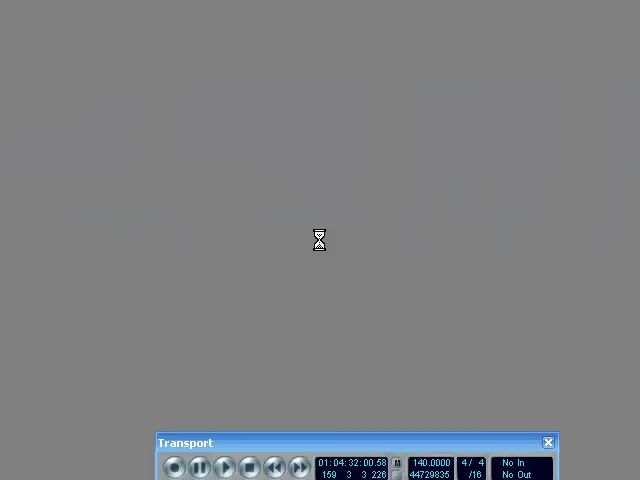 Transport
01:04:32:00.58 M 140.0000 4 / 4 No In
159 3 3 226 44729835 /16 No Out